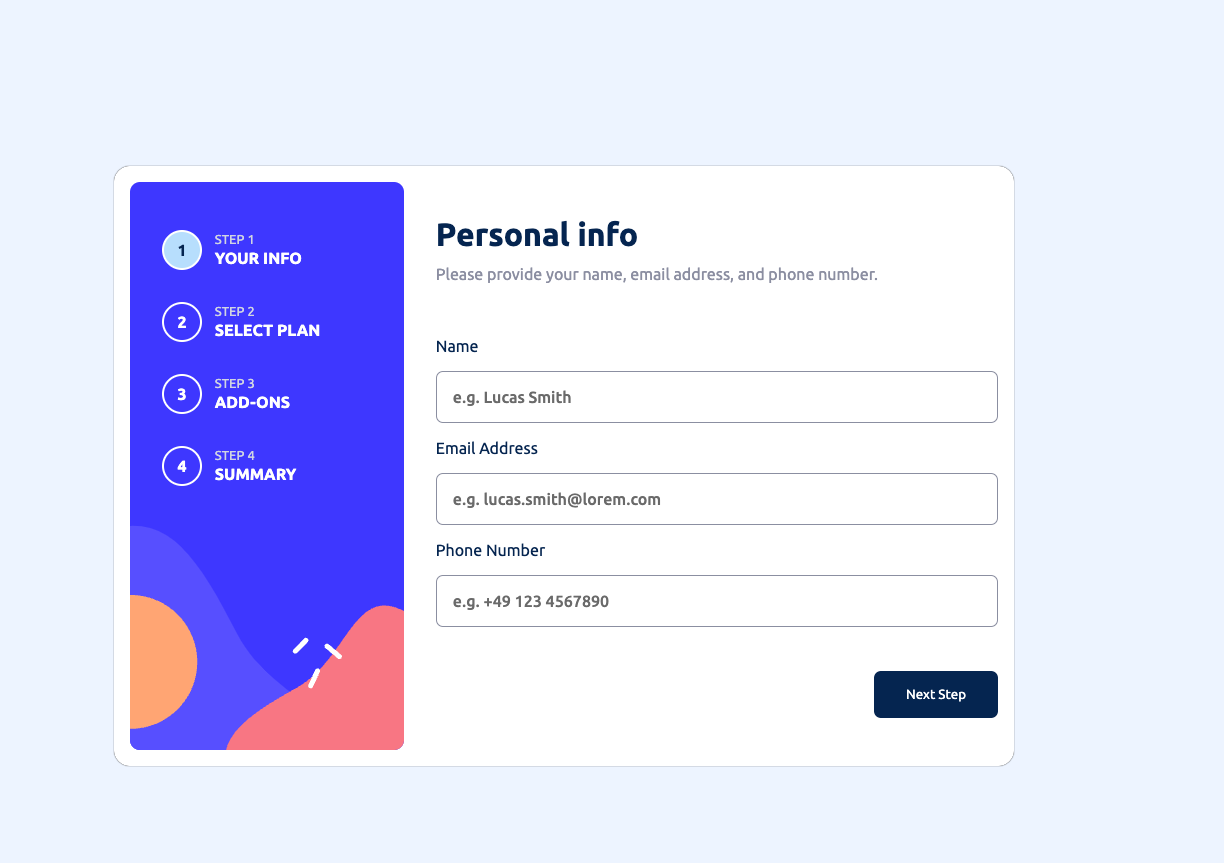 1
STEP 1
YOUR INFO
2
STEP 2
SELECT PLAN
3
STEP 3
ADD-ONS
4
STEP 4
SUMMARY
Personal info
Please provide your name, email address, and phone number.
Name
e.g. Lucas Smith
Email Address
e.g. lucas.smith@lorem.com
Phone Number
e.g. +49 123 4567890
Next Step